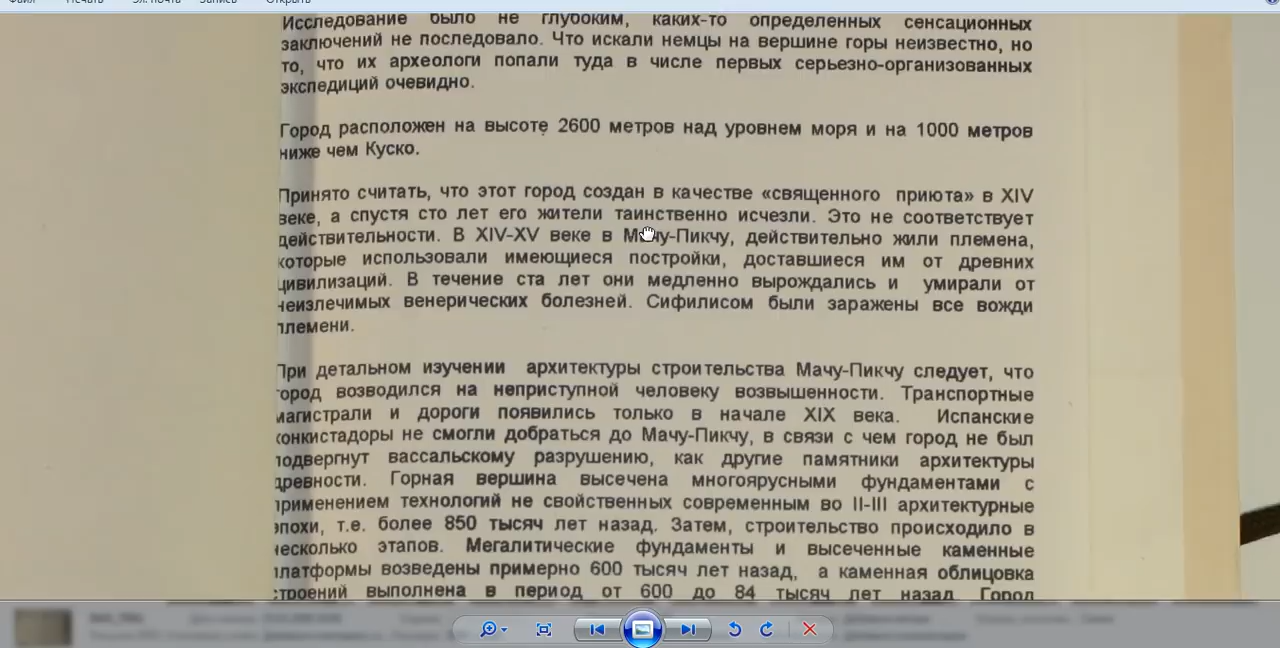 Исследование было не глубоким, каких-то определенных сенсационных
заключений не последовало. Что искали немцы на вершине горы неизвестно, но
то, что их археологи попали туда в числе первых серьезно-организованных
экспедиций очевидно.
Город расположен на высоте 2600 метров над уровнем моря и на 1000 метров
ниже чем Куско.
Принято считать, что этот город создан в качестве «священного приюта» в XIV
веке, а спустя сто лет его жители таинственно исчезли. Это не соответствует
действительности. В XIV-XV веке в Мачу-Пикчу, действительно жили племена,
которые использовали имеющиеся постройки, доставшиеся им от древних
цивилизаций. В течение ста лет они медленно вырождались и умирали от
неизлечимых венерических болезней. Сифилисом были заражены все вожди
племени.
При детальном изучении архитектуры строительства Мачу-Пикчу следует, что
город возводился на неприступной человеку возвышенности. Транспортные
магистрали и дороги появились только в начале XIX века. Испанские
конкистадоры не смогли добраться до Мачу-Пикчу, в связи с чем город не был
подвергнут вассальскому разрушению, как другие памятники архитектуры
древности. Горная вершина высечена многоярусными фундаментами с
применением технологий не свойственных современным во II-III архитектурные
эпохи, т.е. более 850 тысяч лет назад. Затем, строительство происходило в
несколько этапов. Мегалитические фундаменты и высеченные каменные
платформы возведены примерно 600 тысяч лет назад, а каменная облицовка
строений выполнена в период от 600 до 84 тысяч лет назад. Город